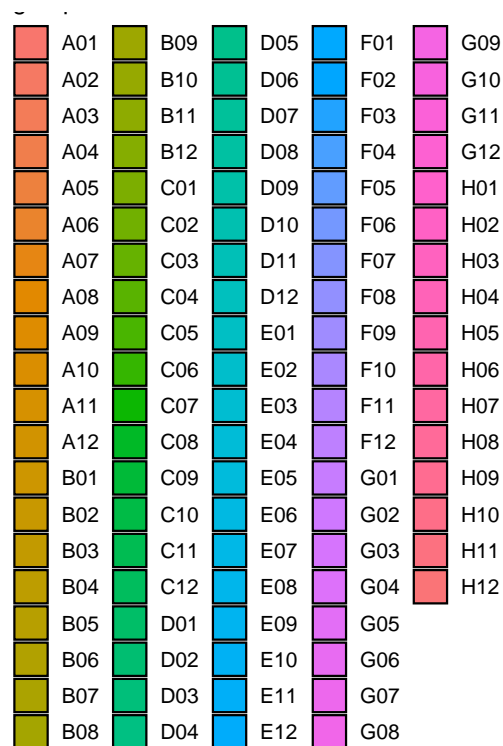 A01 B09 D05 F01 G09
A02 B10 D06 F02 G10
A03 B11 D07 F03 G11
A04 B12 D08 F04 G12
A05 C01 D09 F05 H01
A06 C02 D10 F06 H02
A07 C03 D11 F07 H03
A08 C04 D12 F08 H04
A09 C05 E01 F09 H05
A10 C06 E02 F10 H06
A11 C07 E03 F11 H07
A12 C08 E04 F12 H08
B01 C09 E05 G01 H09
B02 C10 E06 G02 H10
B03 C11 E07 G03 H11
B04 C12 E08 G04 H12
B05 D01 E09 G05
B06 D02 E10 G06
B07 D03 E11 G07
B08 D04 E12 G08